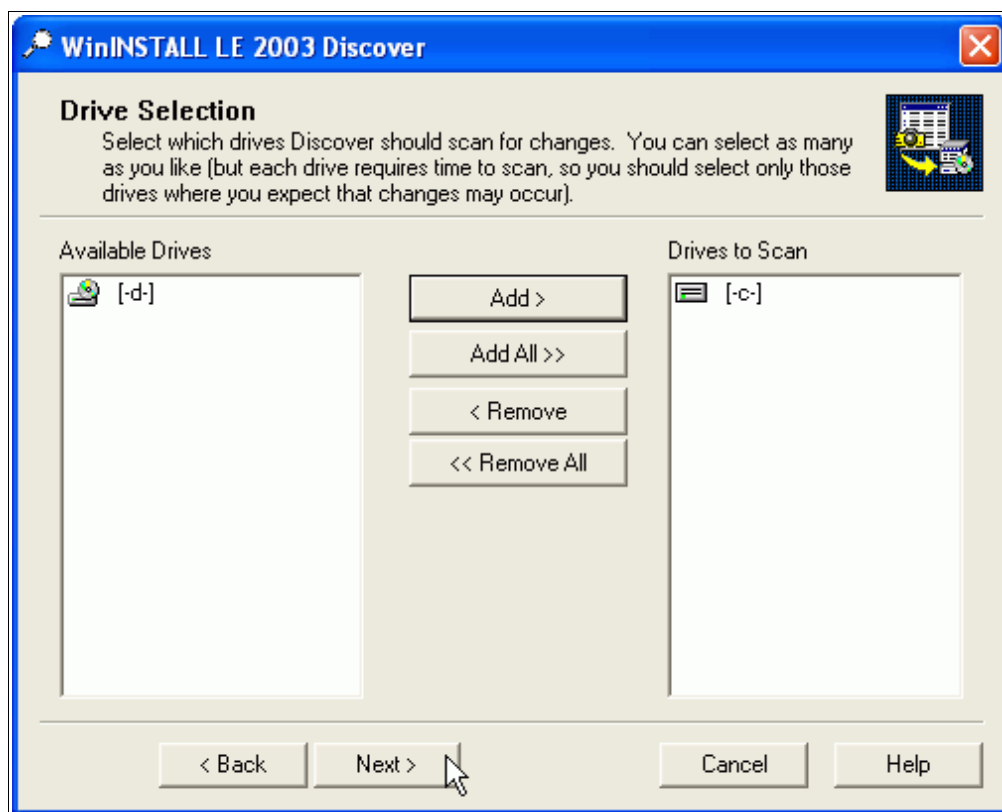 WinINSTALL LE 2003 Discover
Drive Selection
Select which drives Discover should scan for changes. You can select as many
as you like (but each drive requires time to scan, so you should select only those
drives where you expect that changes may occur).
Available Drives
Drives to Scan
[-d-]
Add >
[-c-]
Add All >>
< Remove
<< Remove All
< Back
Next >
Cancel
Help